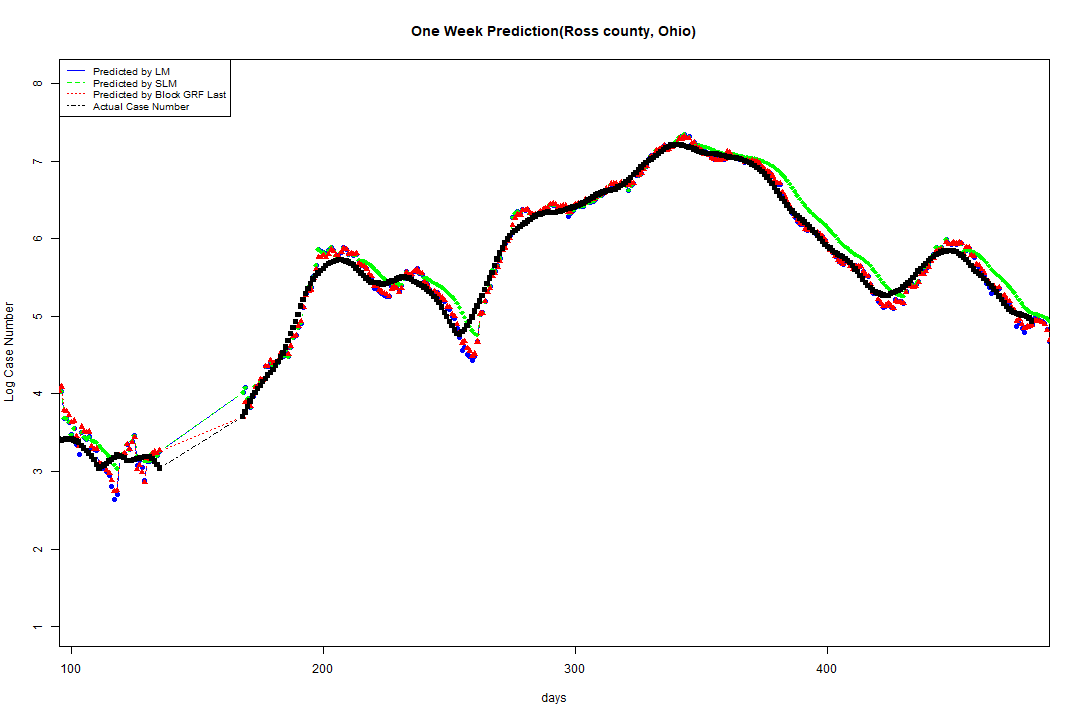 One Week Prediction(Ross county, Ohio)
Predicted by LM
Predicted by SLM
Predicted by Block GRF Last
Actual Case Number
8
7
6
5
4
3
2
1
Log Case Number
100 200 300 400
days